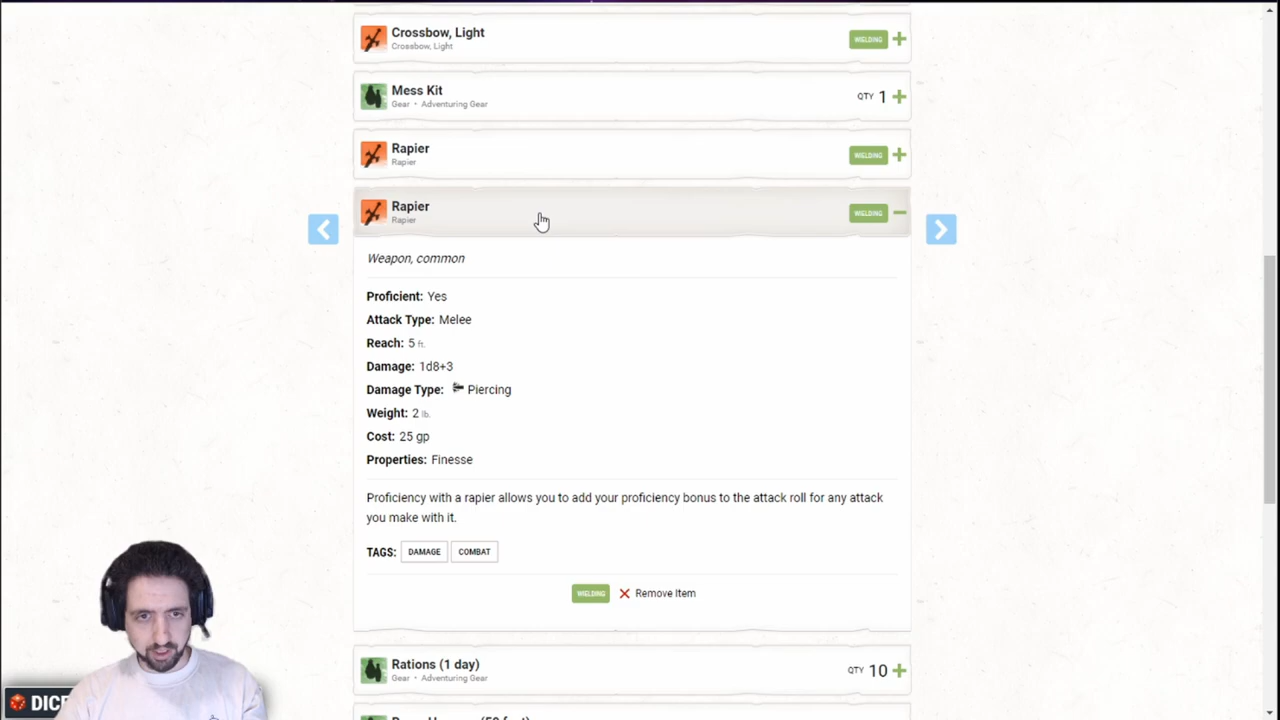 Crossbow, Light
Crossbow, Light
WIELDING
Mess Kit
Gear • Adventuring Gear
QTY 1
Rapier
Rapier
WIELDING
Rapier
Rapier
WIELDING
Weapon, common
Proficient: Yes
Attack Type: Melee
Reach: 5 ft.
Damage: 1d8+3
Damage Type: Piercing
Weight: 2 lb.
Cost: 25 gp
Properties: Finesse
Proficiency with a rapier allows you to add your proficiency bonus to the attack roll for any attack
you make with it.
TAGS: DAMAGE COMBAT
WIELDING Remove Item
Rations (1 day)
Gear • Adventuring Gear
QTY 10